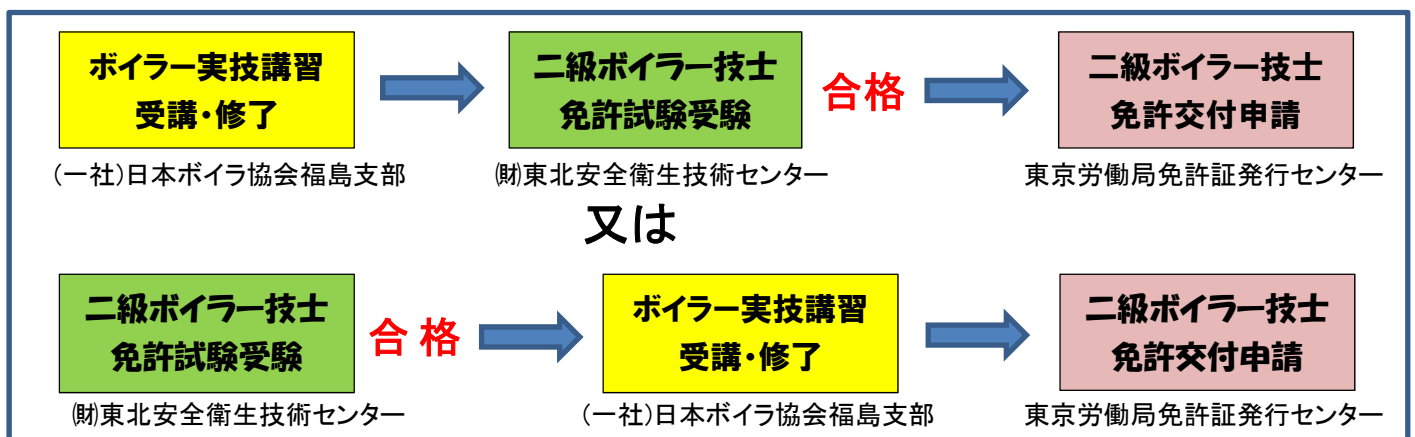 ボイラー実技講習
受講・修了
二級ボイラー技士
免許試験受験
合格
二級ボイラー技士
免許交付申請
(一社)日本ボイラ協会福島支部
㈶東北安全衛生技術センター
東京労働局免許証発行センター
又は
二級ボイラー技士
免許試験受験
合 格
ボイラー実技講習
受講・修了
二級ボイラー技士
免許交付申請
㈶東北安全衛生技術センター
(一社)日本ボイラ協会福島支部
東京労働局免許証発行センター